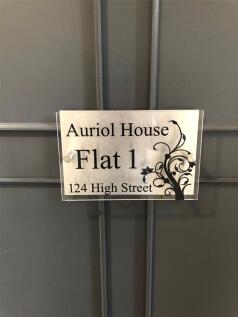 Auriol House
Flat 1
124 High Street